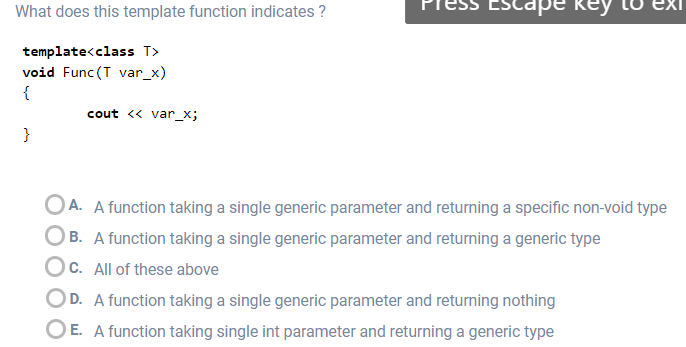 What does this template function indicates ?
Press Escape key to exi
template<class T>
void Func(T var_x)
{
cout << var_x;
}
A. A function taking a single generic parameter and returning a specific non-void type
B. A function taking a single generic parameter and returning a generic type
C. All of these above
D. A function taking a single generic parameter and returning nothing
E. A function taking single int parameter and returning a generic type